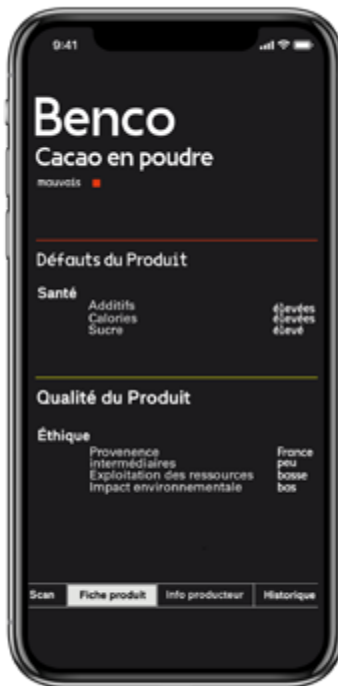 9:41
Benco
Cacao en poudre
mauvais
Défauts du Produit
Santé
Additifs élevées
Calories élevées
Sucre élevé
Qualité du Produit
Éthique
Provenence France
intermédiaires peu
Exploitation des ressources basse
Impact environnementale bas
Scan Fiche produit Info producteur Historique